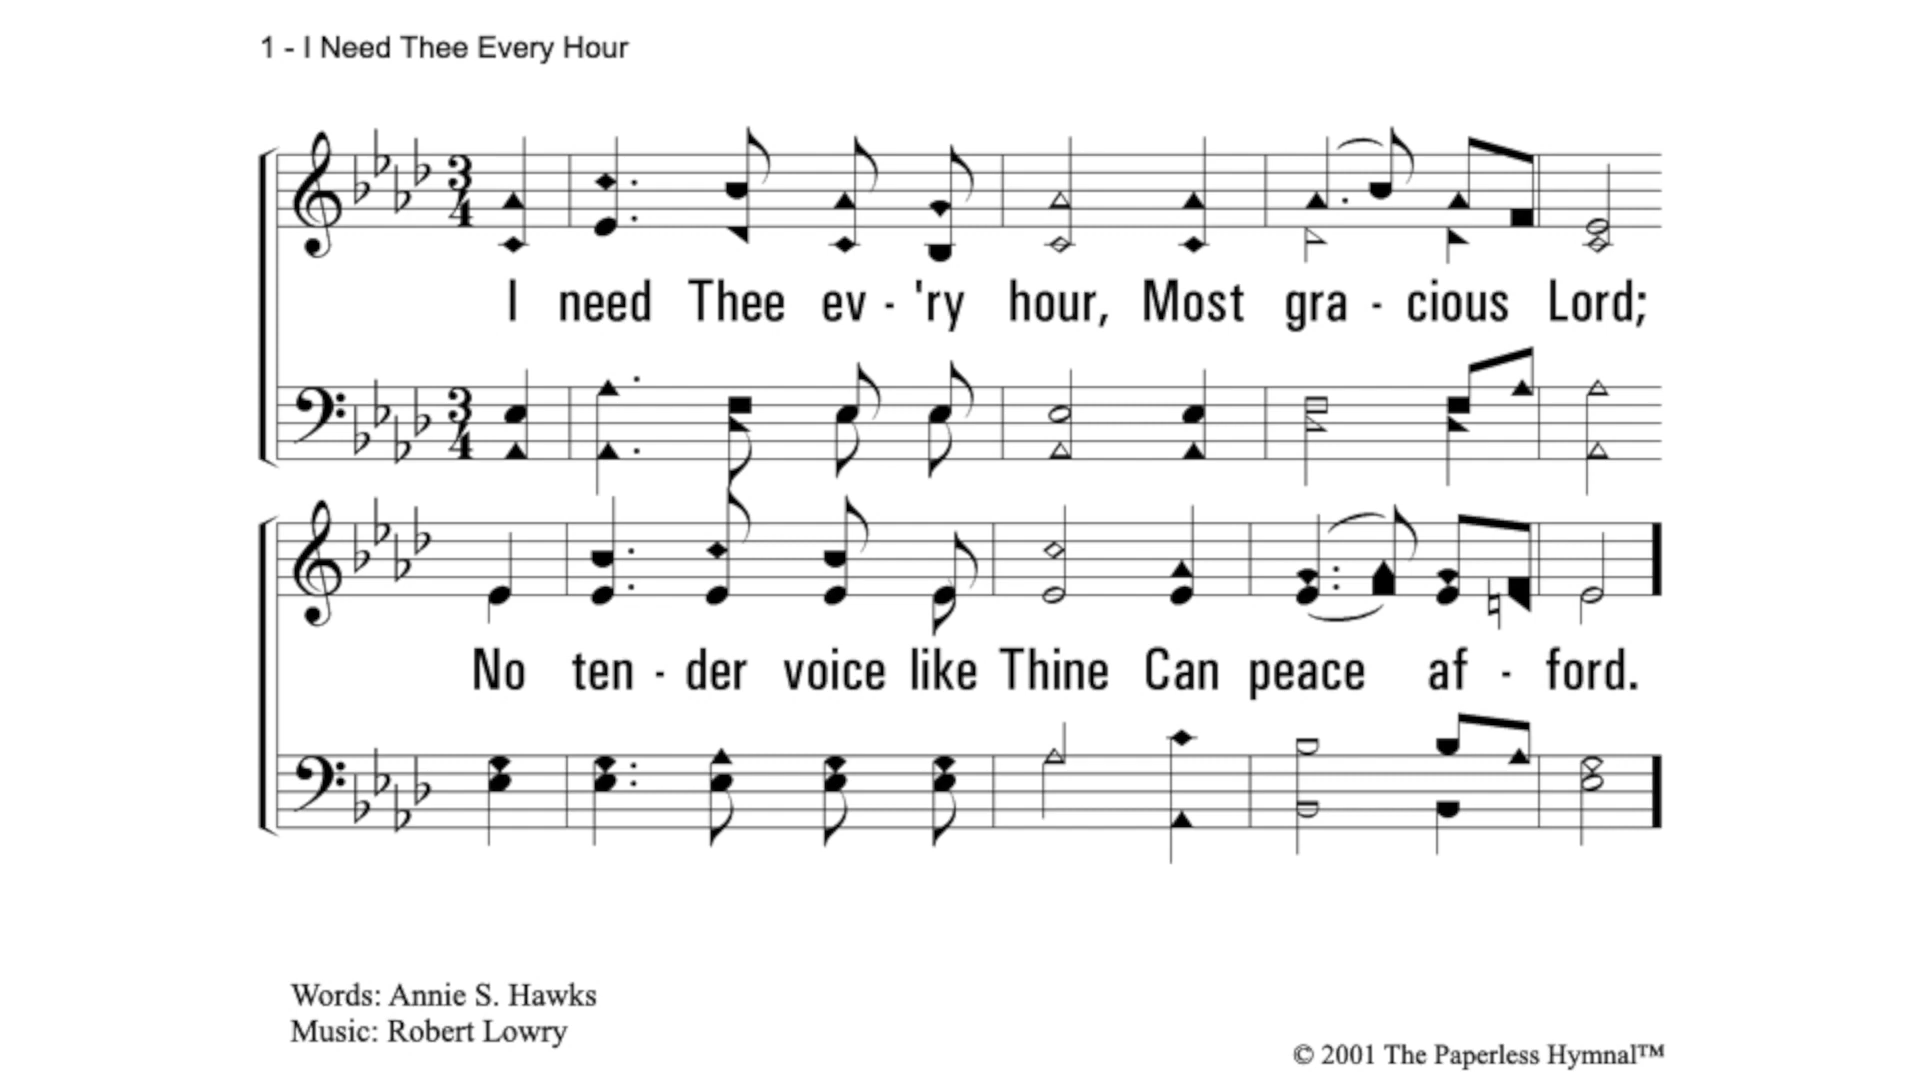 1 - I Need Thee Every Hour
3
4
I need Thee ev - 'ry hour, Most gra - cious Lord;
3
4
No ten - der voice like Thine Can peace af - ford.
Words: Annie S. Hawks
Music: Robert Lowry
© 2001 The Paperless Hymnal™